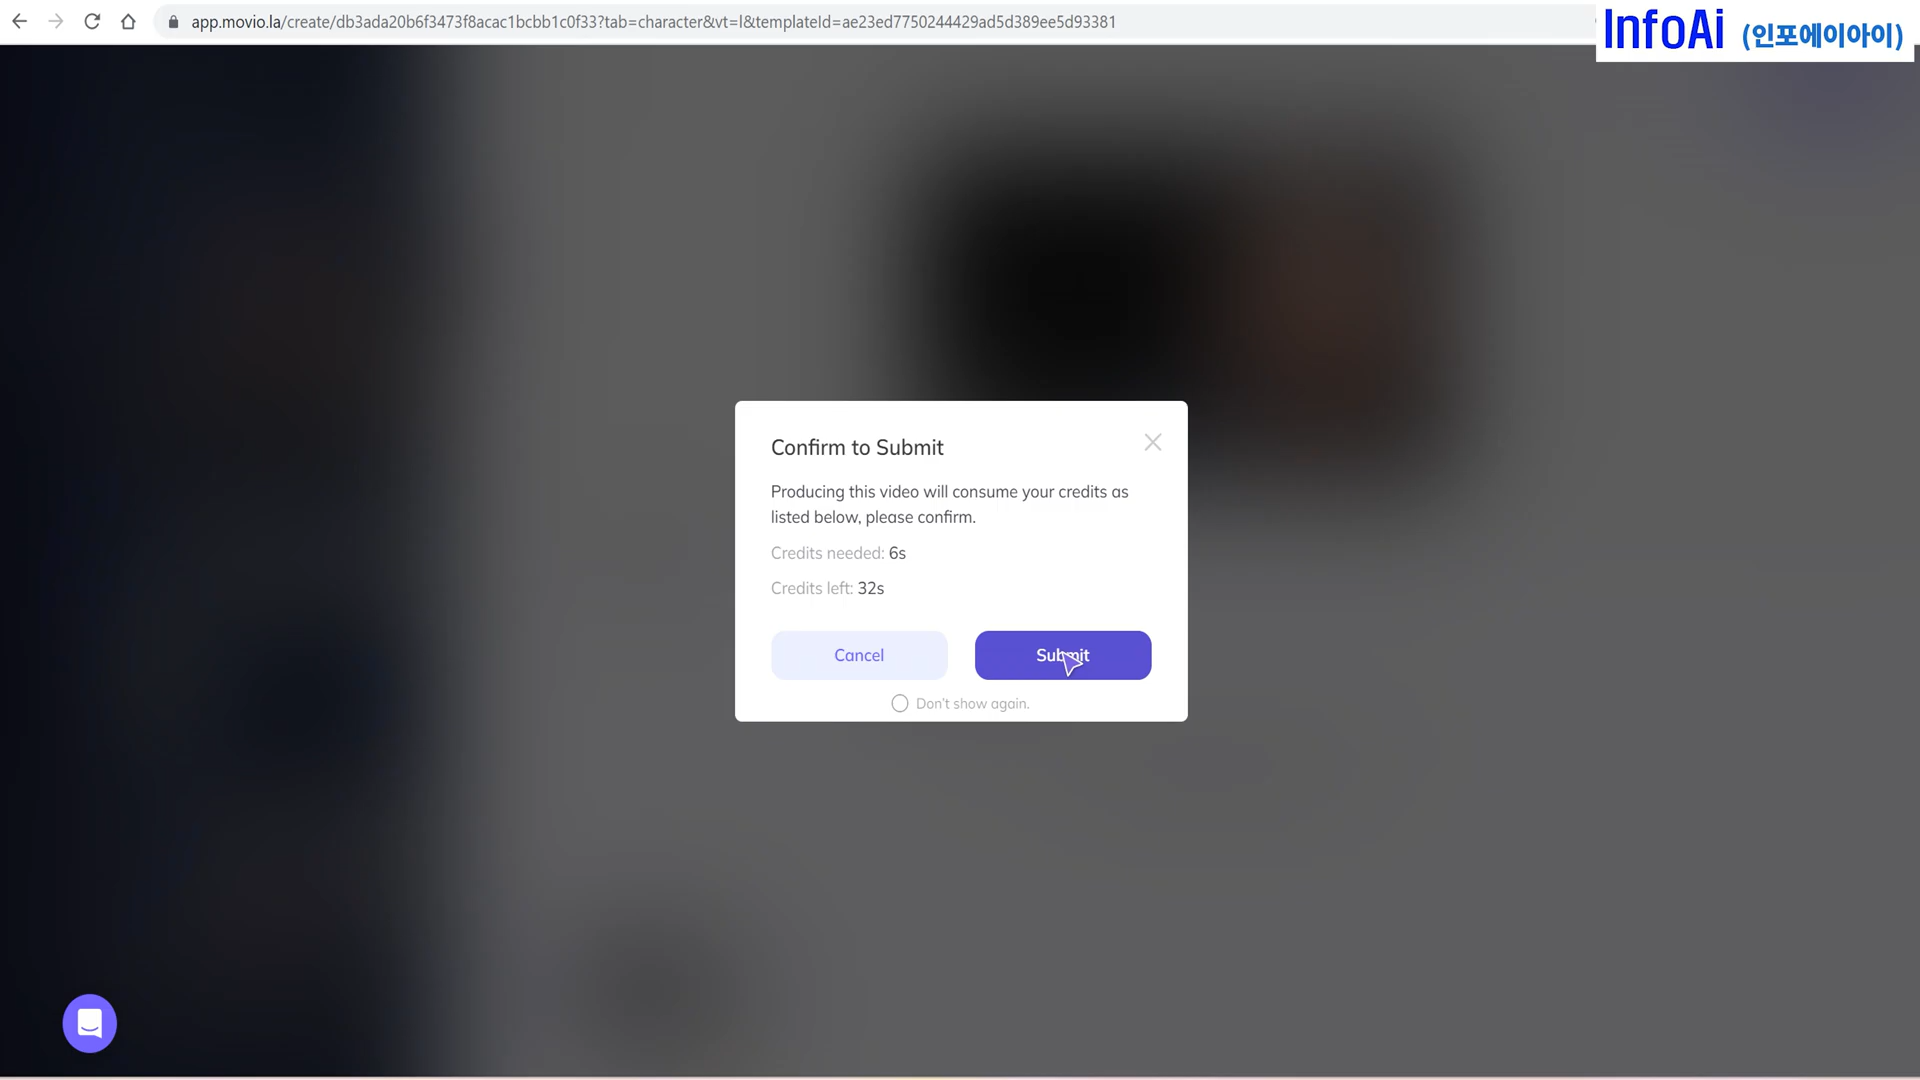 app.movio.la/create/db3ada20b6f3473f8acac1bcbb1c0f33?tab=character&vt=l&templateId=ae23ed7750244429ad5d389ee5d93381
InfoAi (인포에이아이)
Confirm to Submit
Producing this video will consume your credits as
listed below, please confirm.
Credits needed: 6s
Credits left: 32s
Cancel
Submit
Don't show again.